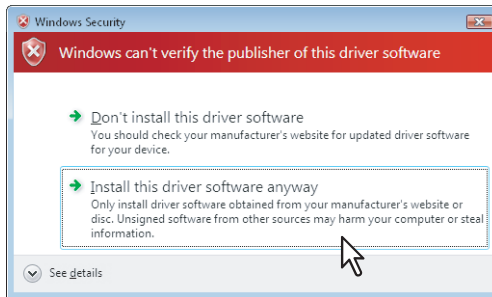 Windows Security
Windows can't verify the publisher of this driver software
Don't install this driver software
You should check your manufacturer's website for updated driver software
for your device.
Install this driver software anyway
Only install driver software obtained from your manufacturer's website or
disc. Unsigned software from other sources may harm your computer or steal
information.
See details